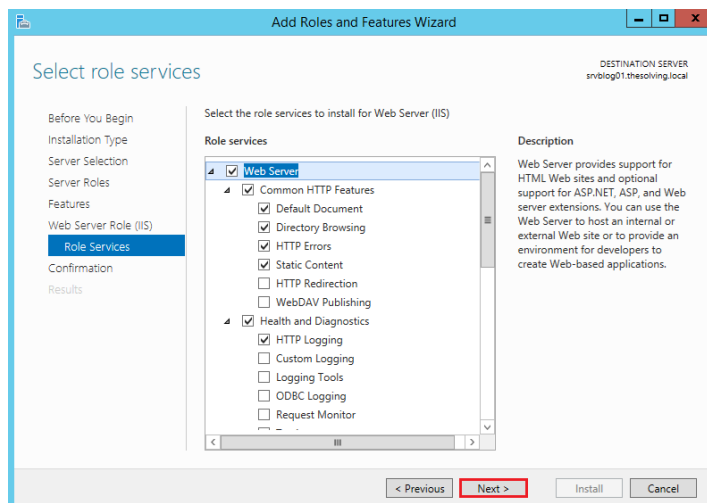 Add Roles and Features Wizard
Select role services
DESTINATION SERVER
srvblog01.thesolving.local
Before You Begin
Installation Type
Server Selection
Server Roles
Features
Web Server Role (IIS)
Role Services
Confirmation
Results
Select the role services to install for Web Server (IIS)
Role services
Web Server
Common HTTP Features
Default Document
Directory Browsing
HTTP Errors
Static Content
HTTP Redirection
WebDAV Publishing
Health and Diagnostics
HTTP Logging
Custom Logging
Logging Tools
ODBC Logging
Request Monitor
Description
Web Server provides support for
HTML Web sites and optional
support for ASP.NET, ASP, and Web
server extensions. You can use the
Web Server to host an internal or
external Web site or to provide an
environment for developers to
create Web-based applications.
< Previous
Next >
Install
Cancel